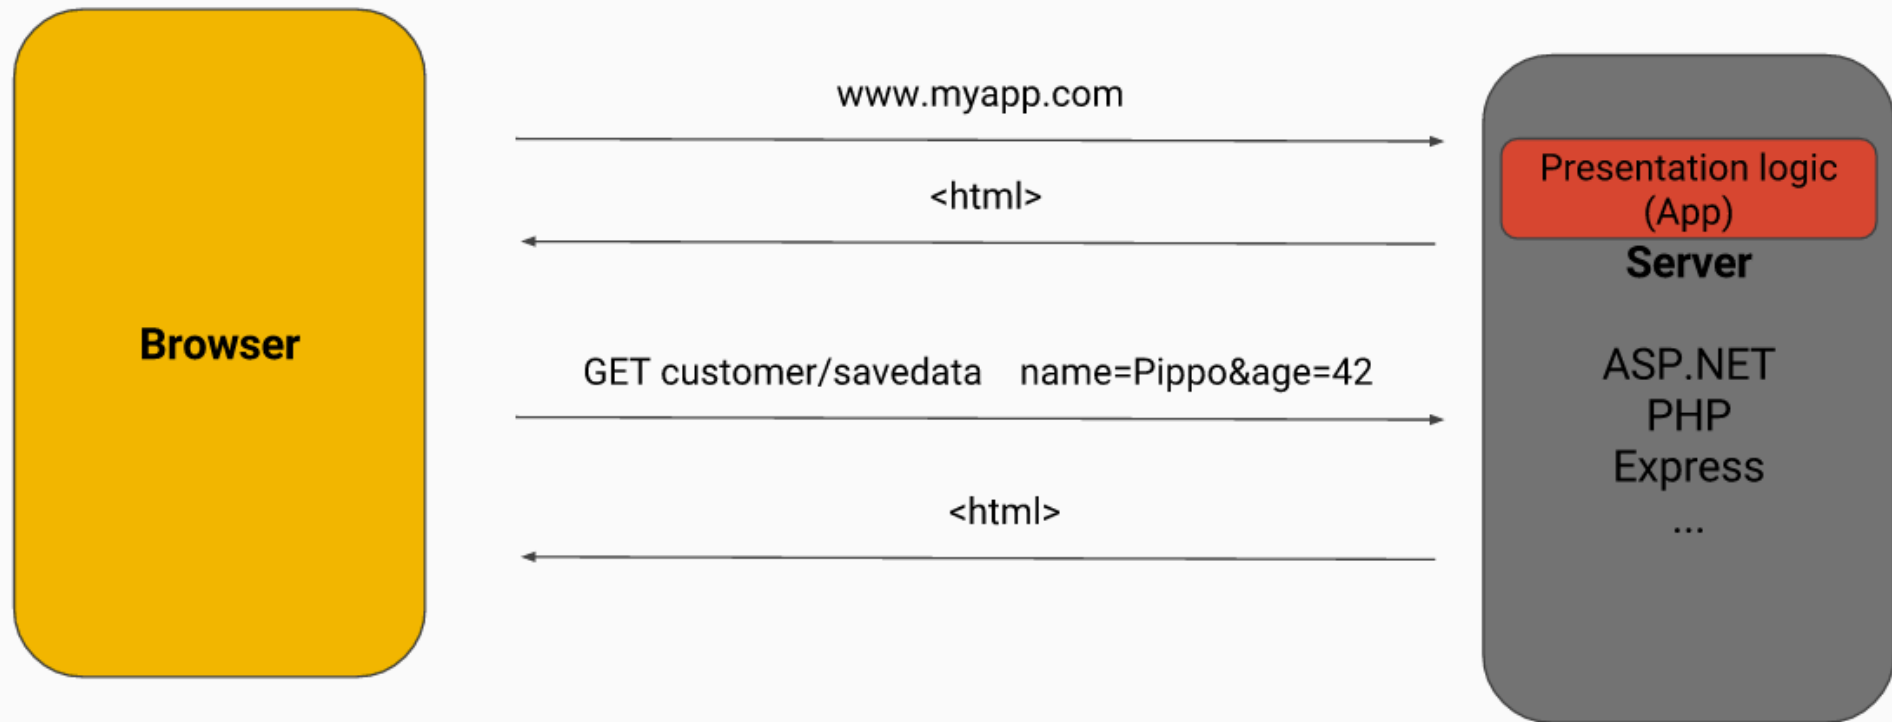 Browser
www.myapp.com
<html>
GET customer/savedata name=Pippo&age=42
<html>
Presentation logic
(App)
Server
ASP.NET
PHP
Express
...